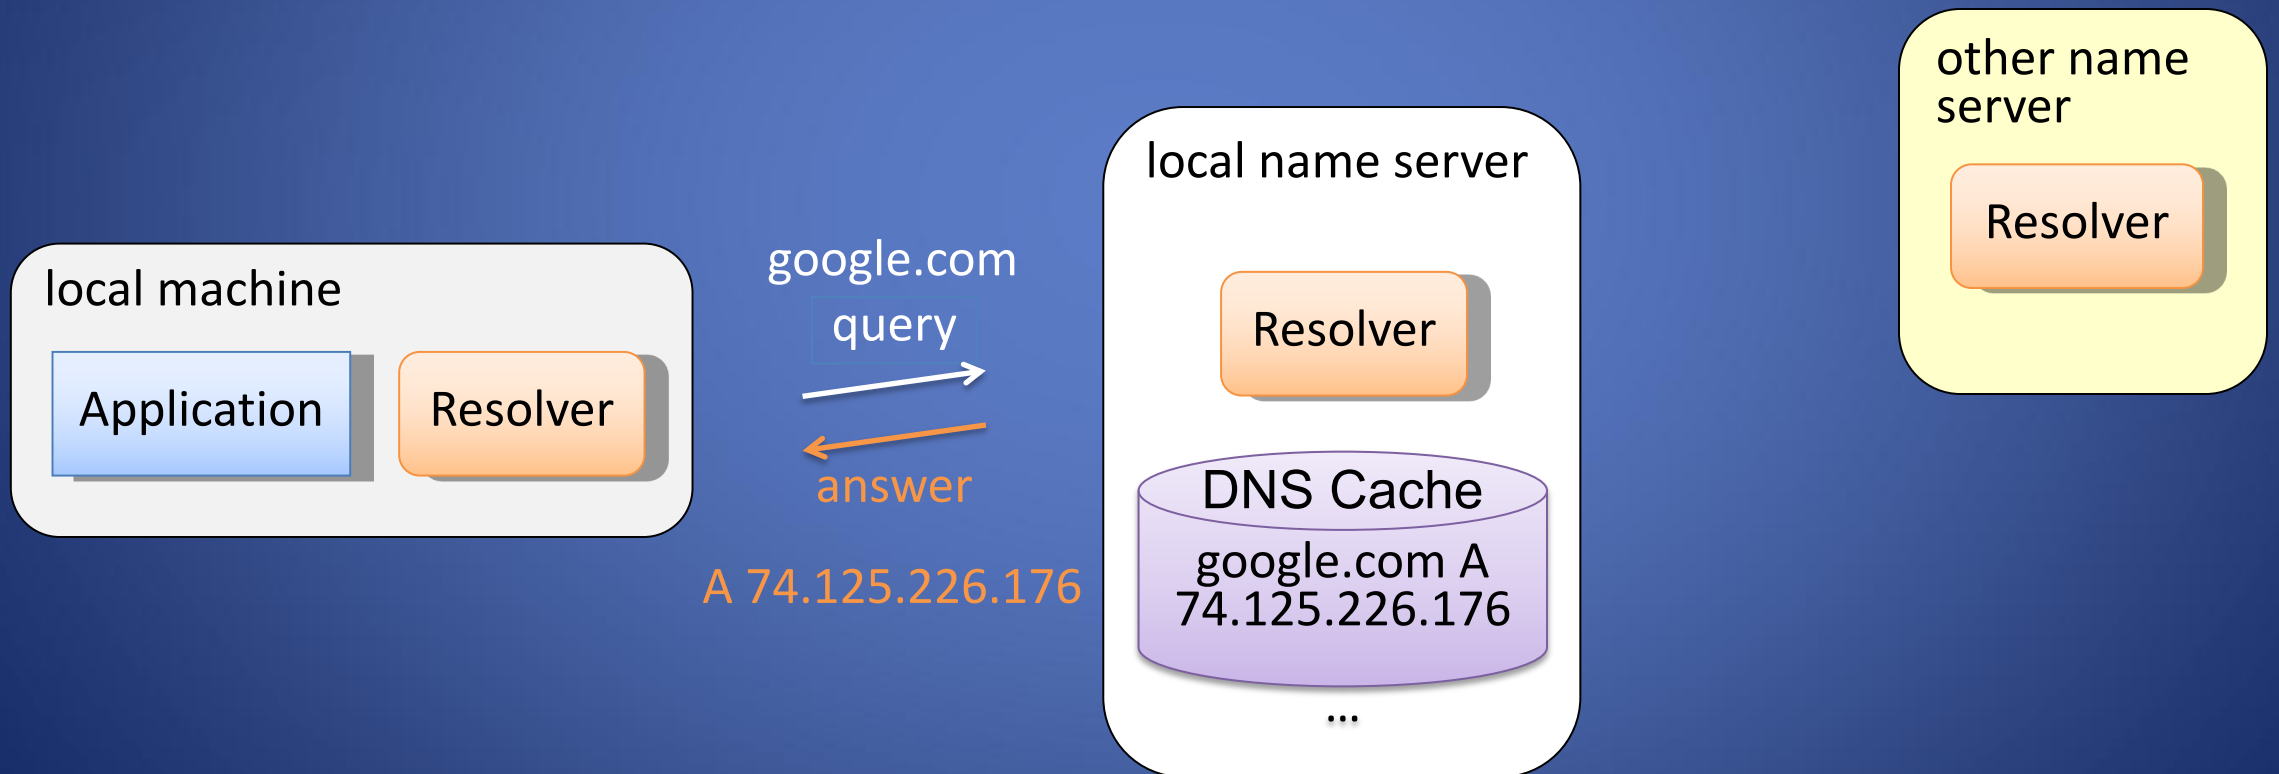 other name
server
Resolver
local name server
Resolver
DNS Cache
google.com A
74.125.226.176
...
local machine
Application
Resolver
google.com
query
answer
A 74.125.226.176